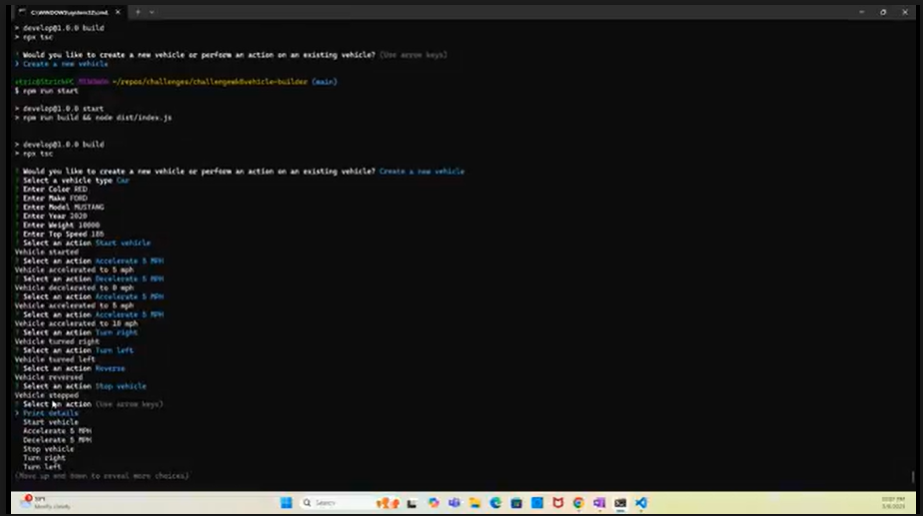 C:\WINDOWS\system32\cmd.
> develop@1.0.0 build
> npx tsc
? Would you like to create a new vehicle or perform an action on an existing vehicle? (Use arrow keys)
❯ Create a new vehicle
~/repos/challenges/ (main)
$ npm run start
> develop@1.0.0 start
> npm run build && node dist/index.js
> develop@1.0.0 build
> npx tsc
? Would you like to create a new vehicle or perform an action on an existing vehicle? Create a new vehicle
? Select a vehicle type Car
? Enter Color RED
? Enter Make FORD
? Enter Model MUSTANG
? Enter Year 2020
? Enter Weight 10000
? Enter Top Speed 185
? Select an action Start vehicle
Vehicle started
? Select an action Accelerate 5 MPH
Vehicle accelerated to 5 mph
? Select an action Decelerate 5 MPH
Vehicle decelerated to 0 mph
? Select an action Accelerate 5 MPH
Vehicle accelerated to 5 mph
? Select an action Accelerate 5 MPH
Vehicle accelerated to 10 mph
? Select an action Turn right
Vehicle turned right
? Select an action Turn left
Vehicle turned left
? Select an action Reverse
Vehicle reversed
? Select an action Stop vehicle
Vehicle stopped
? Select an action (Use arrow keys)
❯ Print details
Start vehicle
Accelerate 5 MPH
Decelerate 5 MPH
Stop vehicle
Turn right
Turn left
(Move up and down to reveal more choices)
Mostly cloudy
Search